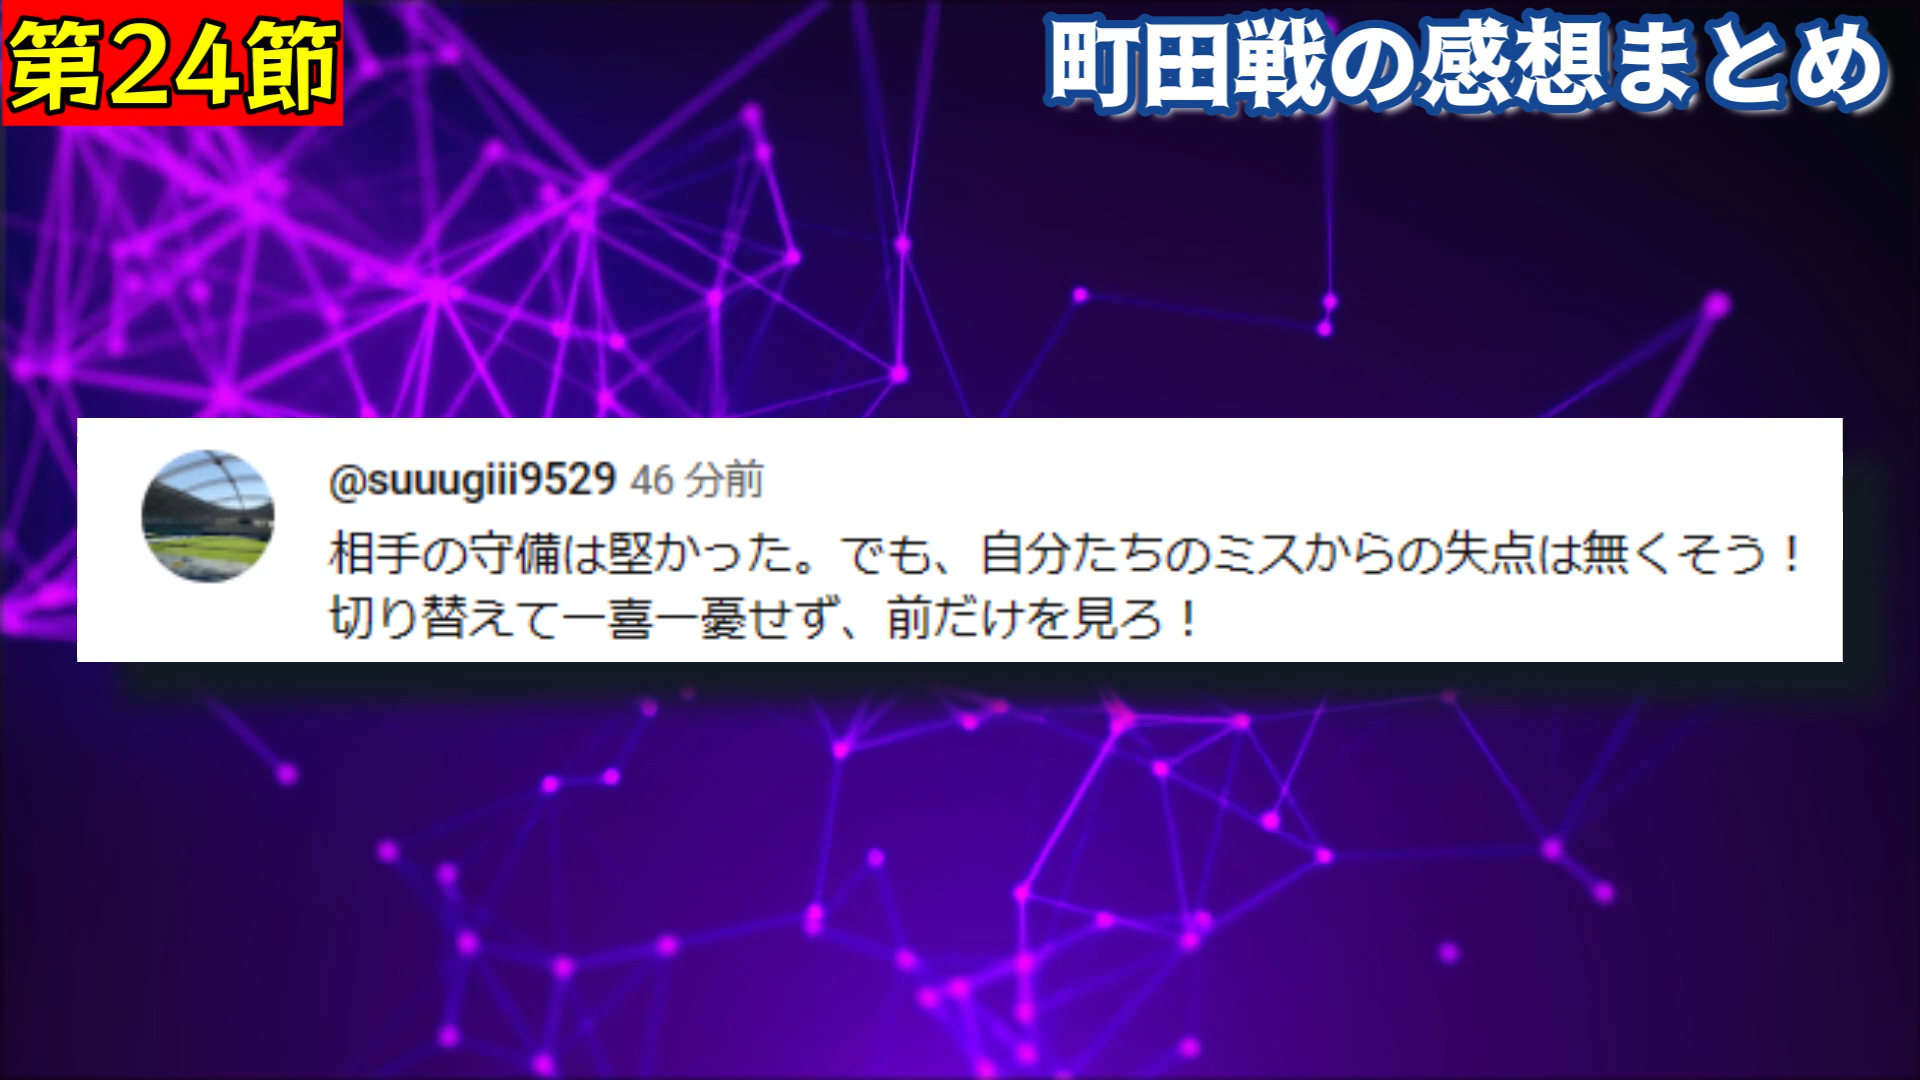 第24節
町田戦の感想まとめ
@suuugiii9529 46 分前
相手の守備は堅かった。でも、自分たちのミスからの失点は無くそう！
切り替えて一喜一憂せず、前だけを見ろ！